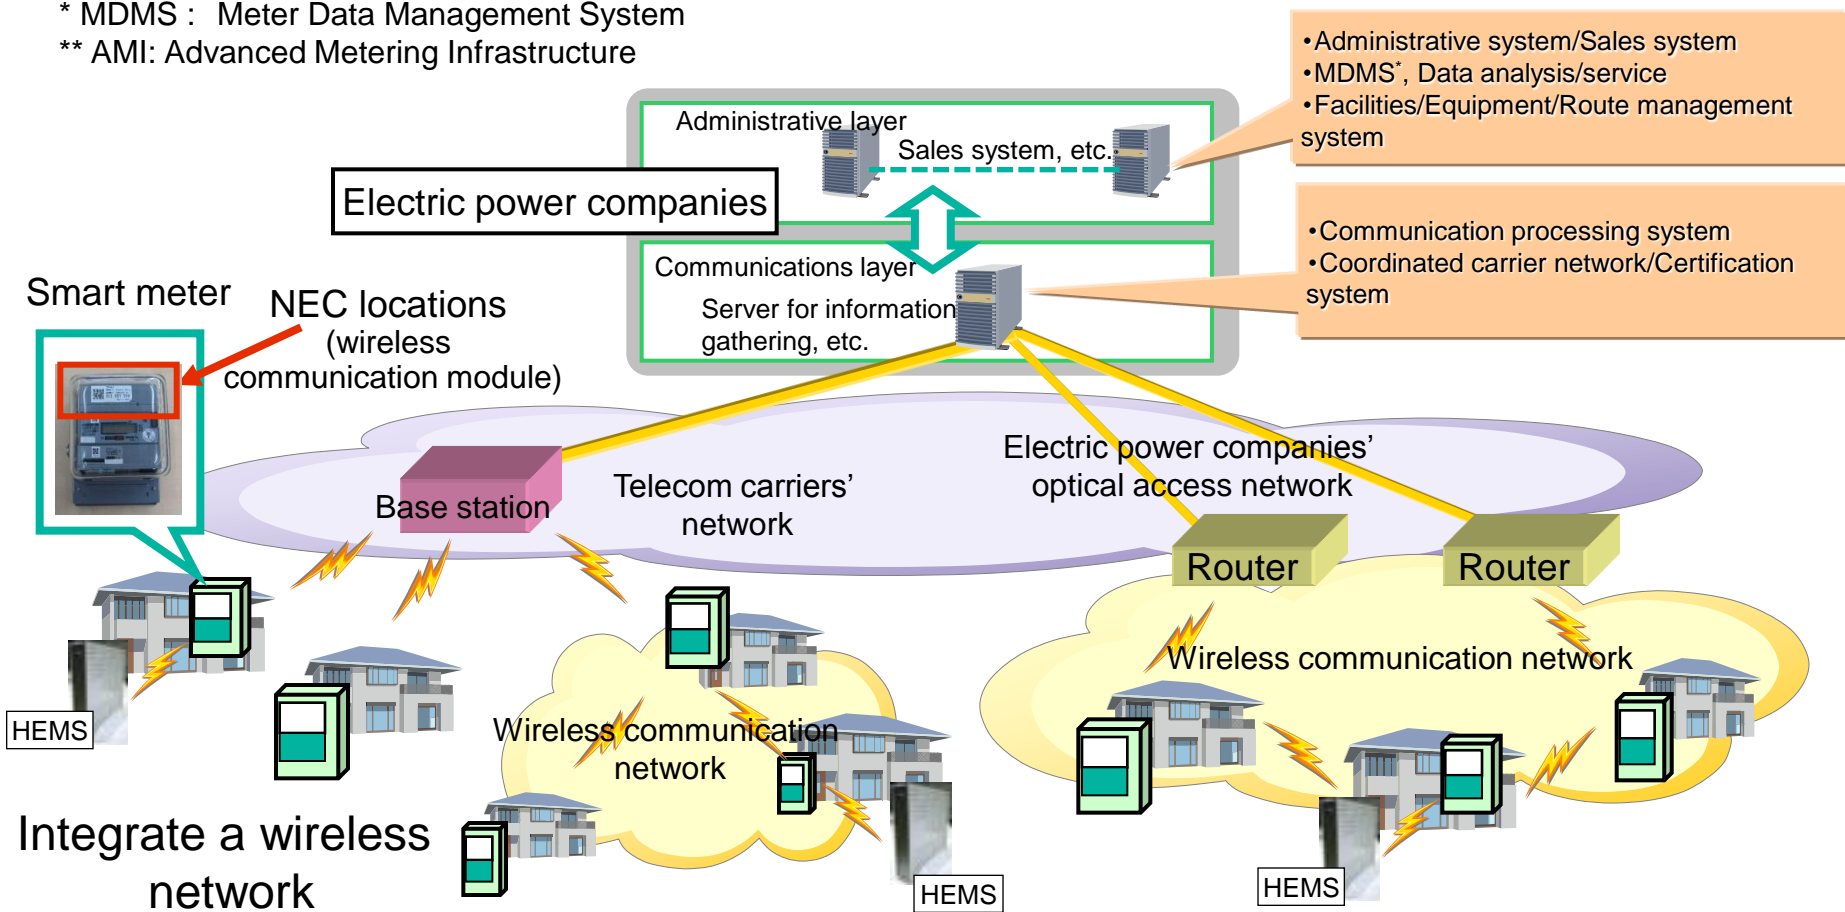 * MDMS : Meter Data Management System
** AMI: Advanced Metering Infrastructure
•Administrative system/Sales system
•MDMS*, Data analysis/service
•Facilities/Equipment/Route management
system
Administrative layer
Sales system, etc.
Electric power companies
•Communication processing system
•Coordinated carrier network/Certification
system
Communications layer
Server for information
gathering, etc.
Smart meter
NEC locations
(wireless
communication module)
Electric power companies’
optical access network
Telecom carriers’
network
Base station
Router
Router
Wireless communication network
HEMS
Wireless communication
network
Integrate a wireless
network
HEMS
HEMS